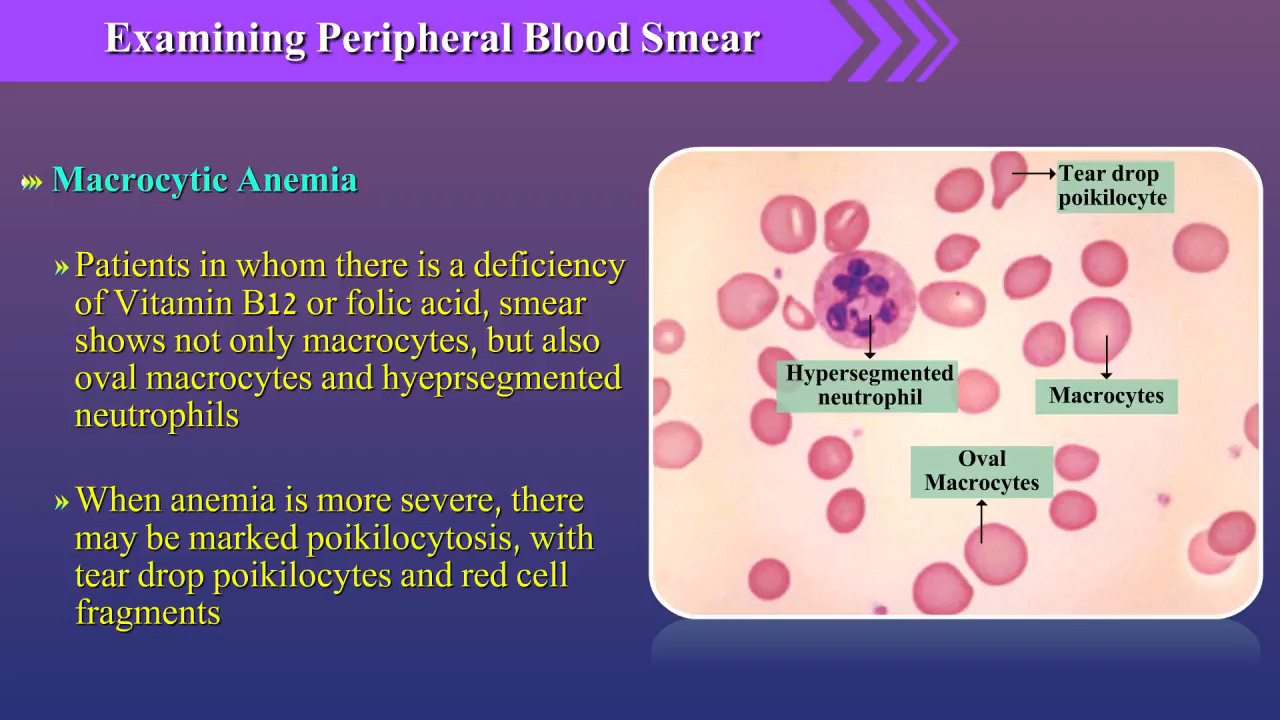 Examining Peripheral Blood Smear
Macrocytic Anemia
Patients in whom there is a deficiency
of Vitamin B12 or folic acid, smear
shows not only macrocytes, but also
oval macrocytes and hyeprsegmented
neutrophils
When anemia is more severe, there
may be marked poikilocytosis, with
tear drop poikilocytes and red cell
fragments
Tear drop
poikilocyte
Hypersegmented
neutrophil
Macrocytes
Oval
Macrocytes